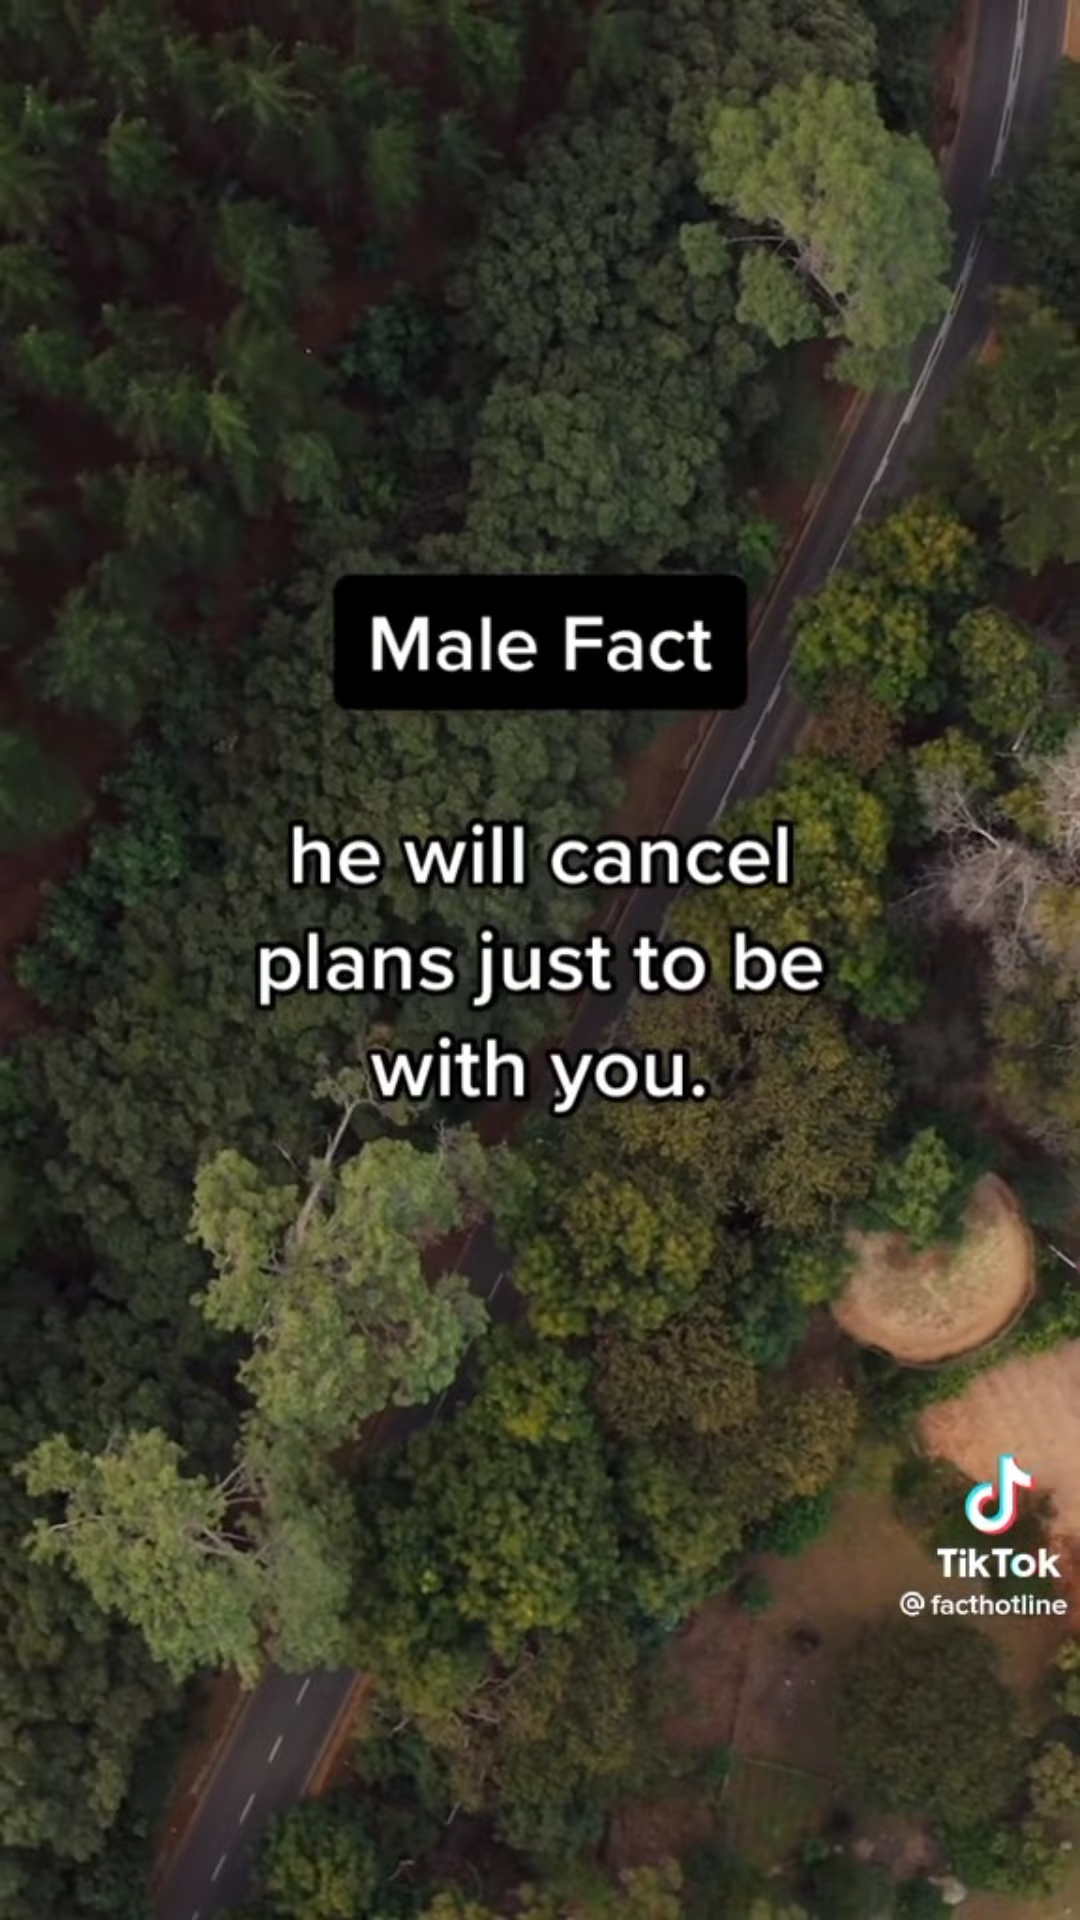 Male Fact
he will cancel
plans just to be
with you.
TikTok
@ facthotline